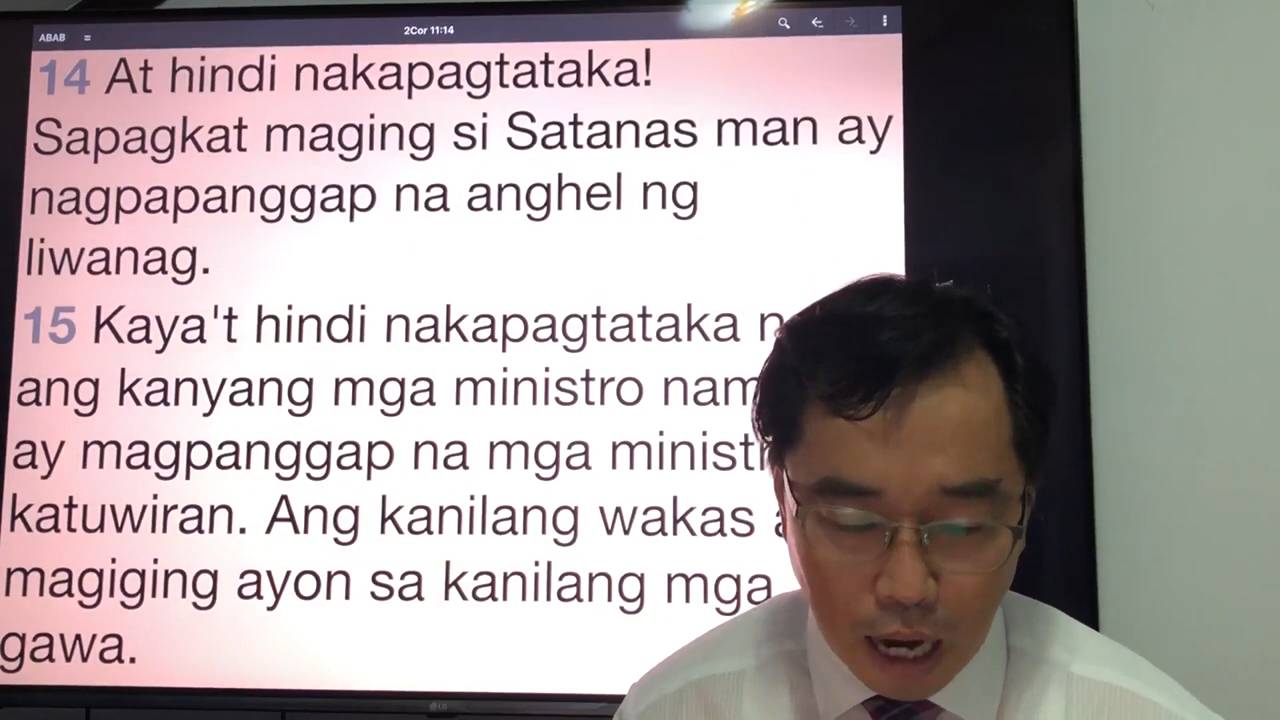 ABAB
2Cor 11:14
14 At hindi nakapagtataka!
Sapagkat maging si Satanas man ay
nagpapanggap na anghel ng
liwanag.
15 Kaya't hindi nakapagtataka
ang kanyang mga ministro
ay magpanggap na mga
katuwiran. Ang kanilang wakas
magiging ayon sa kanilang mga
gawa.
LG